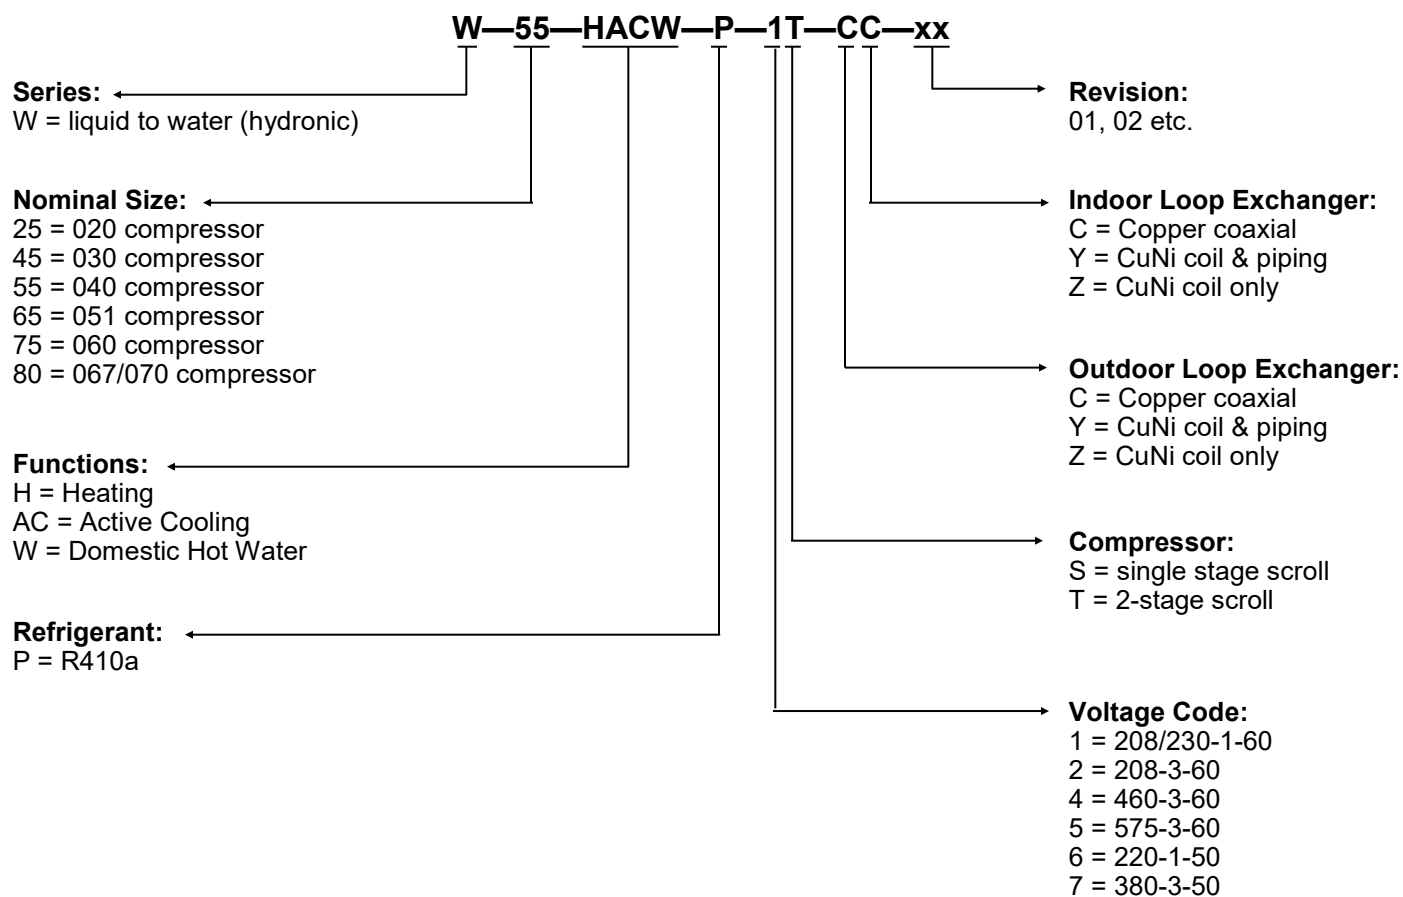 W—55—HACW—P—1T—CC—xx
Series:
W = liquid to water (hydronic)
Nominal Size:
25 = 020 compressor
45 = 030 compressor
55 = 040 compressor
65 = 051 compressor
75 = 060 compressor
80 = 067/070 compressor
Functions:
H = Heating
AC = Active Cooling
W = Domestic Hot Water
Refrigerant:
P = R410a
Revision:
01, 02 etc.
Indoor Loop Exchanger:
C = Copper coaxial
Y = CuNi coil & piping
Z = CuNi coil only
Outdoor Loop Exchanger:
C = Copper coaxial
Y = CuNi coil & piping
Z = CuNi coil only
Compressor:
S = single stage scroll
T = 2-stage scroll
Voltage Code:
1 = 208/230-1-60
2 = 208-3-60
4 = 460-3-60
5 = 575-3-60
6 = 220-1-50
7 = 380-3-50